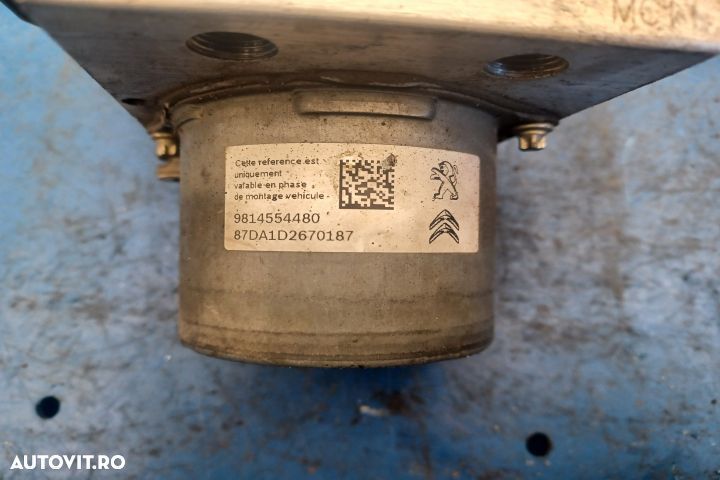 Cette reference est
uniquement
valable en phase
de montage vehicule
9814554480
87DA1D2670187
AUTOVIT.RO